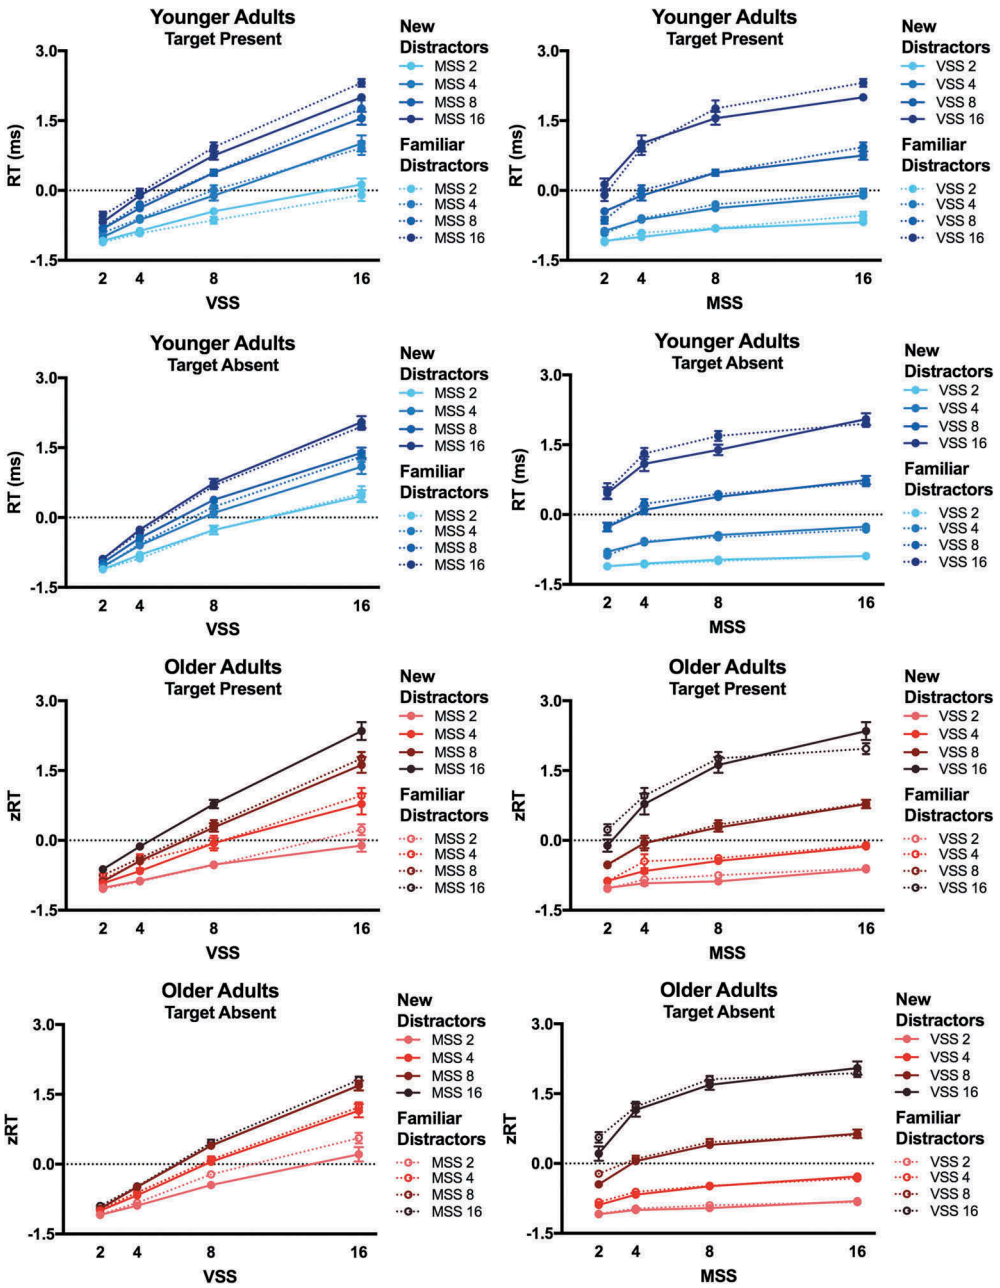 Younger Adults
Target Present
3.0
1.5
0.0
-1.5
RT (ms)
2 4 8 16
VSS
New
Distractors
MSS 2
MSS 4
MSS 8
MSS 16
Familiar
Distractors
MSS 2
MSS 4
MSS 8
MSS 16
Younger Adults
Target Present
3.0
1.5
0.0
-1.5
RT (ms)
2 4 8 16
MSS
New
Distractors
VSS 2
VSS 4
VSS 8
VSS 16
Familiar
Distractors
VSS 2
VSS 4
VSS 8
VSS 16
Younger Adults
Target Absent
3.0
1.5
0.0
-1.5
RT (ms)
2 4 8 16
VSS
New
Distractors
MSS 2
MSS 4
MSS 8
MSS 16
Familiar
Distractors
MSS 2
MSS 4
MSS 8
MSS 16
Younger Adults
Target Absent
3.0
1.5
0.0
-1.5
RT (ms)
2 4 8 16
MSS
New
Distractors
VSS 2
VSS 4
VSS 8
VSS 16
Familiar
Distractors
VSS 2
VSS 4
VSS 8
VSS 16
Older Adults
Target Present
3.0
1.5
0.0
-1.5
zRT
2 4 8 16
VSS
New
Distractors
MSS 2
MSS 4
MSS 8
MSS 16
Familiar
Distractors
MSS 2
MSS 4
MSS 8
MSS 16
Older Adults
Target Present
3.0
1.5
0.0
-1.5
zRT
2 4 8 16
MSS
New
Distractors
VSS 2
VSS 4
VSS 8
VSS 16
Familiar
Distractors
VSS 2
VSS 4
VSS 8
VSS 16
Older Adults
Target Absent
3.0
1.5
0.0
-1.5
zRT
2 4 8 16
VSS
New
Distractors
MSS 2
MSS 4
MSS 8
MSS 16
Familiar
Distractors
MSS 2
MSS 4
MSS 8
MSS 16
Older Adults
Target Absent
3.0
1.5
0.0
-1.5
zRT
2 4 8 16
MSS
New
Distractors
VSS 2
VSS 4
VSS 8
VSS 16
Familiar
Distractors
VSS 2
VSS 4
VSS 8
VSS 16